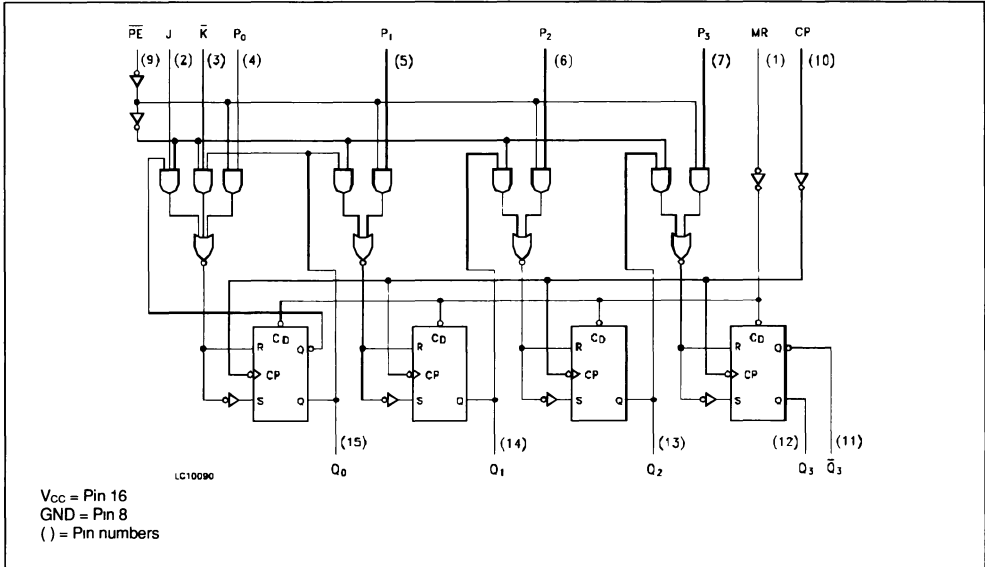 P̅E̅ J K̅ P₀ P₁ P₂ P₃ MR CP
(9) (2) (3) (4) (5) (6) (7) (1) (10)
CD CD CD CD
R Q R R R Q
CP CP CP CP
S Q S Q S Q S Q
(15) (14) (13) (12) (11)
Q₀ Q₁ Q₂ Q₃ Q̅₃
LC10090
VCC = Pin 16
GND = Pin 8
( ) = Pin numbers